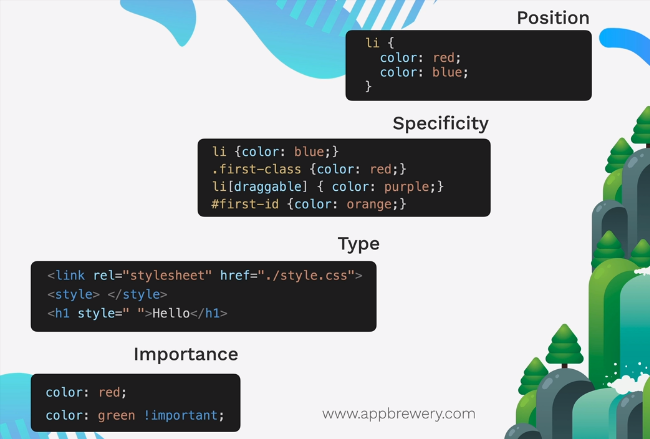 Position
li {
color: red;
color: blue;
}
Specificity
li {color: blue;}
.first-class {color: red;}
li[draggable] { color: purple;}
#first-id {color: orange;}
Type
<link rel="stylesheet" href="./style.css">
<style> </style>
<h1 style=" ">Hello</h1>
Importance
color: red;
color: green !important;
www.appbrewery.com